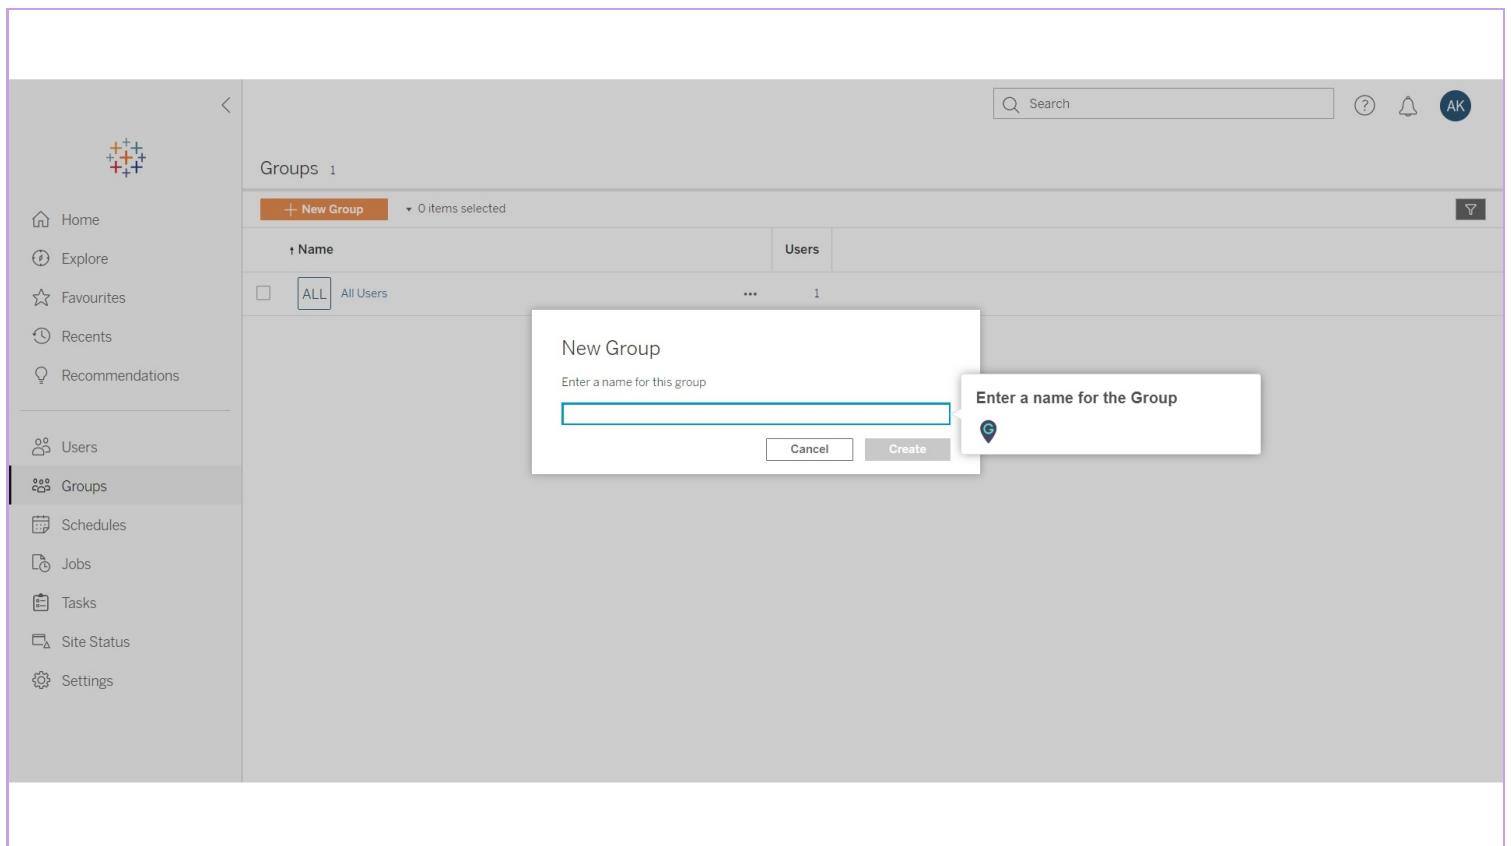 Search
AK
Groups 1
New Group
0 items selected
Name
Users
ALL
All Users
1
Home
Explore
Favourites
Recents
Recommendations
Users
Groups
Schedules
Jobs
Tasks
Site Status
Settings
New Group
Enter a name for this group
Cancel
Create
Enter a name for the Group
G